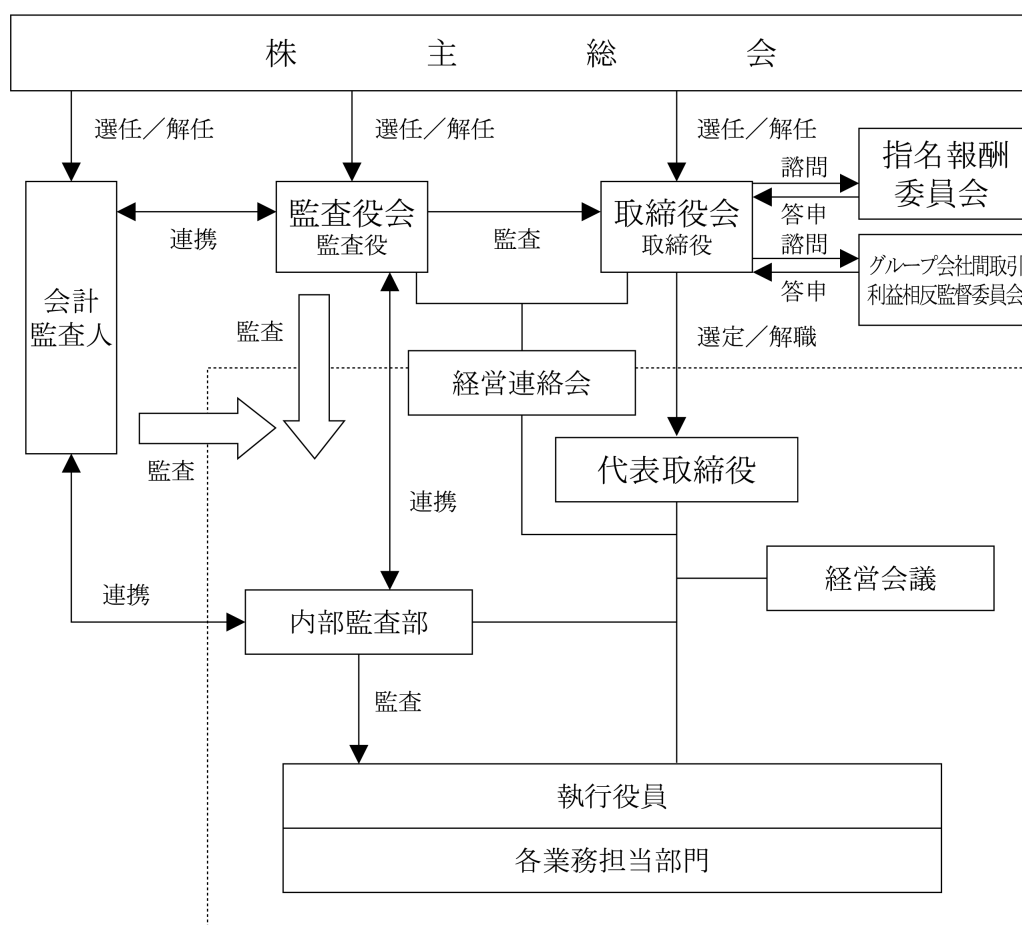 株主総会
選任／解任
選任／解任
選任／解任
指名報酬
委員会
諮問
答申
監査役会
監査役
取締役会
取締役
連携
監査
諮問
答申
グループ会社間取引
利益相反監督委員会
会計
監査人
監査
選定／解職
経営連絡会
代表取締役
監査
連携
経営会議
連携
内部監査部
監査
執行役員
各業務担当部門